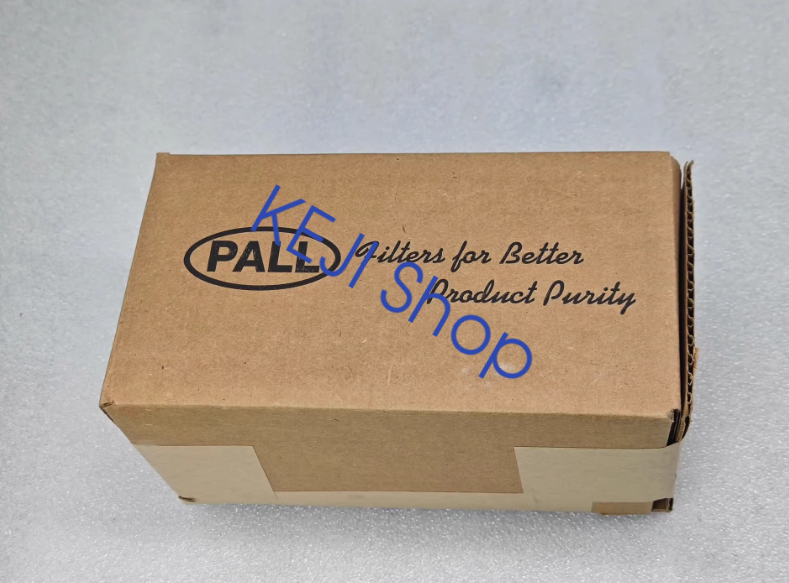 PALL
Filters for Better
Product Purity
KEJI Shop